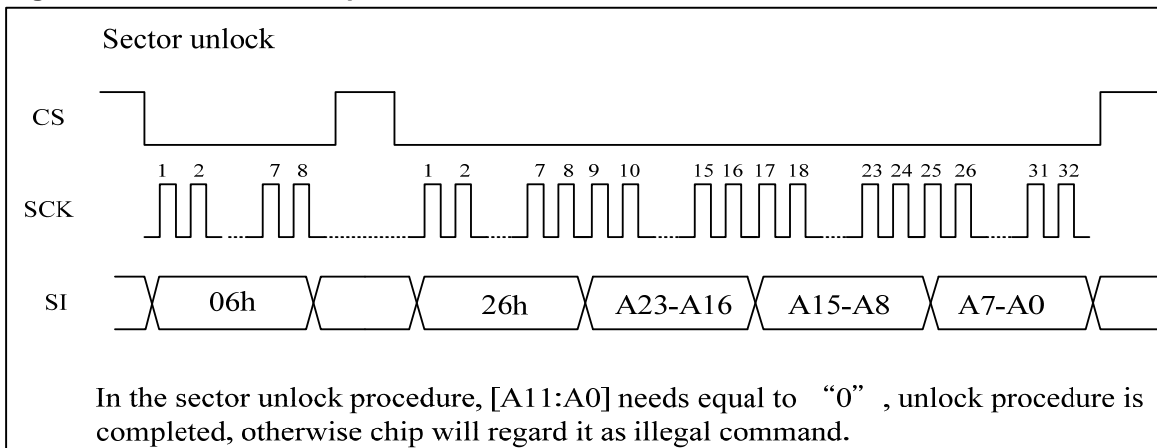 Sector unlock
CS
1 2 7 8 1 2 7 8 9 10 15 16 17 18 23 24 25 26 31 32
SCK
SI 06h 26h A23-A16 A15-A8 A7-A0
In the sector unlock procedure, [A11:A0] needs equal to “0”, unlock procedure is
completed, otherwise chip will regard it as illegal command.